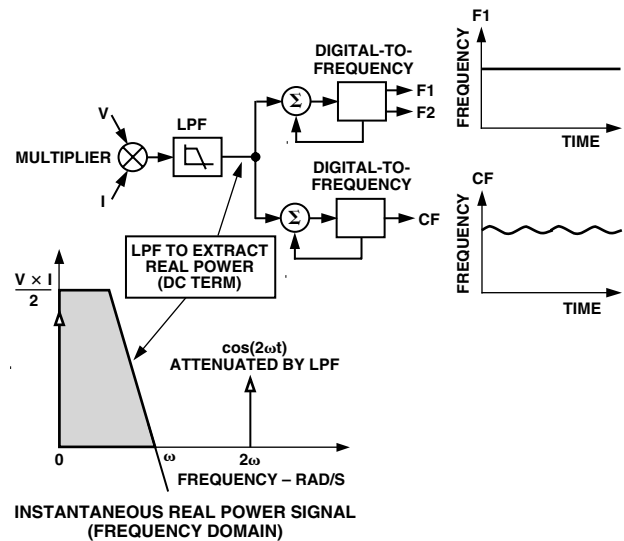 DIGITAL-TO-
FREQUENCY
F1
F2
V
LPF
MULTIPLIER
I
Σ
DIGITAL-TO-
FREQUENCY
CF
Σ
F1
FREQUENCY
TIME
CF
FREQUENCY
TIME
LPF TO EXTRACT
REAL POWER
(DC TERM)
V × I
2
cos(2ωt)
ATTENUATED BY LPF
0
ω
2ω
FREQUENCY – RAD/S
INSTANTANEOUS REAL POWER SIGNAL
(FREQUENCY DOMAIN)